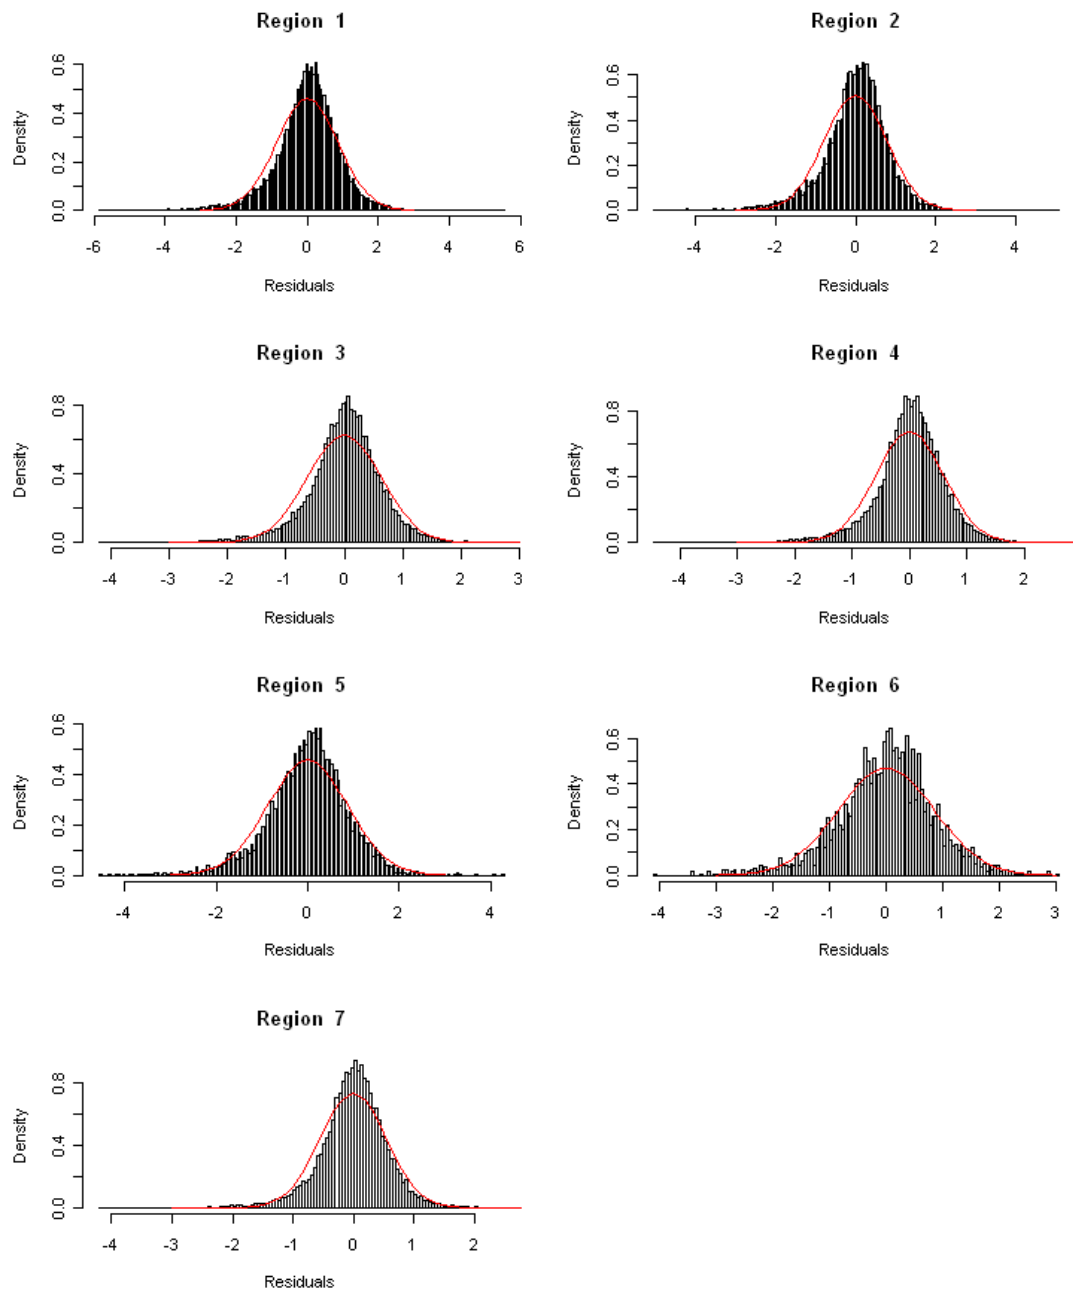 Region 1
Region 2
0.6
0.4
0.2
0.0
Density
-6 -4 -2 0 2 4 6
Residuals
0.6
0.4
0.2
0.0
Density
-4 -2 0 2 4
Residuals
Region 3
Region 4
0.8
0.4
0.0
Density
-4 -3 -2 -1 0 1 2 3
Residuals
0.8
0.4
0.0
Density
-4 -3 -2 -1 0 1 2
Residuals
Region 5
Region 6
0.6
0.4
0.2
0.0
Density
-4 -2 0 2 4
Residuals
0.6
0.4
0.2
0.0
Density
-4 -3 -2 -1 0 1 2 3
Residuals
Region 7
0.8
0.4
0.0
Density
-4 -3 -2 -1 0 1 2
Residuals